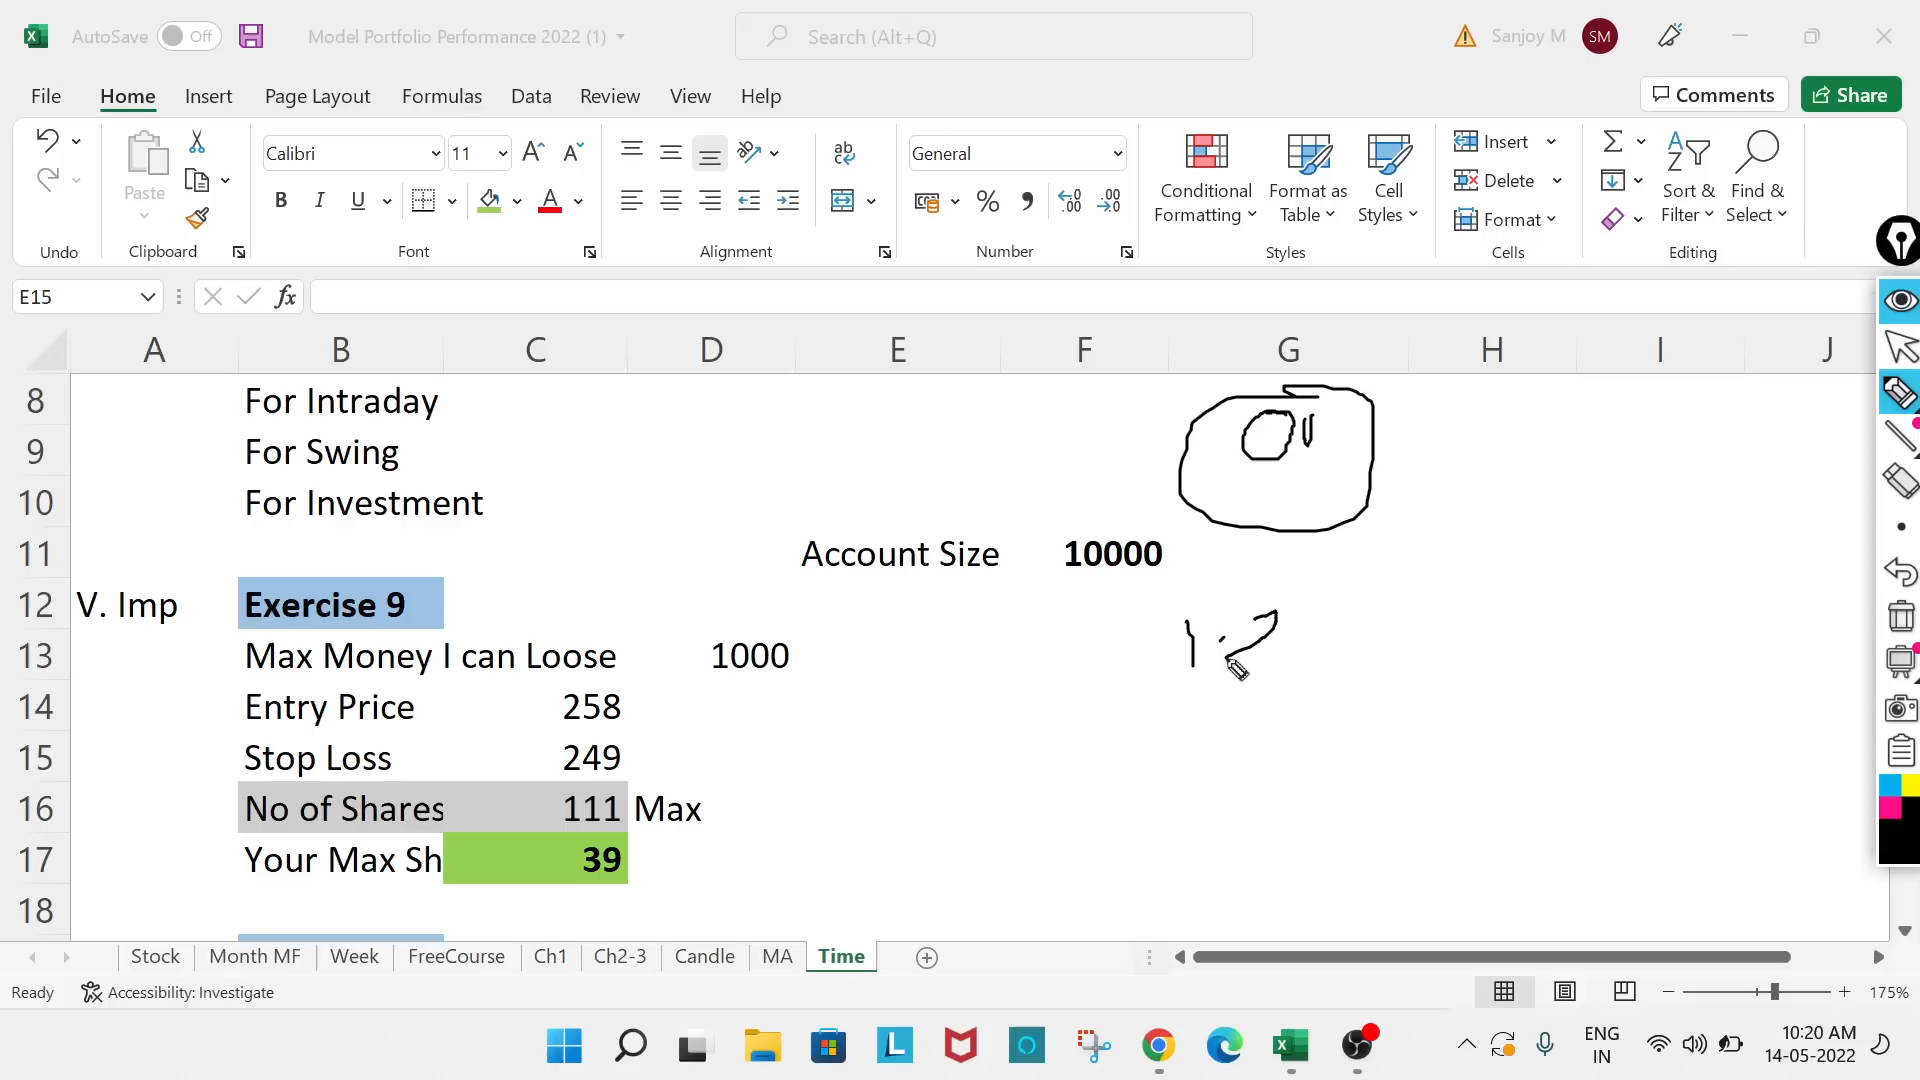 AutoSave Off Model Portfolio Performance 2022 (1) Search (Alt+Q) Sanjoy M SM
File Home Insert Page Layout Formulas Data Review View Help Comments Share
Calibri 11 General
Paste Conditional Formatting Format as Table Cell Styles Insert Delete Format Sort & Filter Find & Select
Undo Clipboard Font Alignment Number Styles Cells Editing
E15 fx
A B C D E F G H I J
8 For Intraday
9 For Swing
10 For Investment
11 Account Size 10000
12 V. Imp Exercise 9
13 Max Money I can Loose 1000
14 Entry Price 258
15 Stop Loss 249
16 No of Shares 111 Max
17 Your Max Sh 39
18
Stock Month MF Week FreeCourse Ch1 Ch2-3 Candle MA Time
Ready Accessibility: Investigate 175%
ENG IN 10:20 AM 14-05-2022